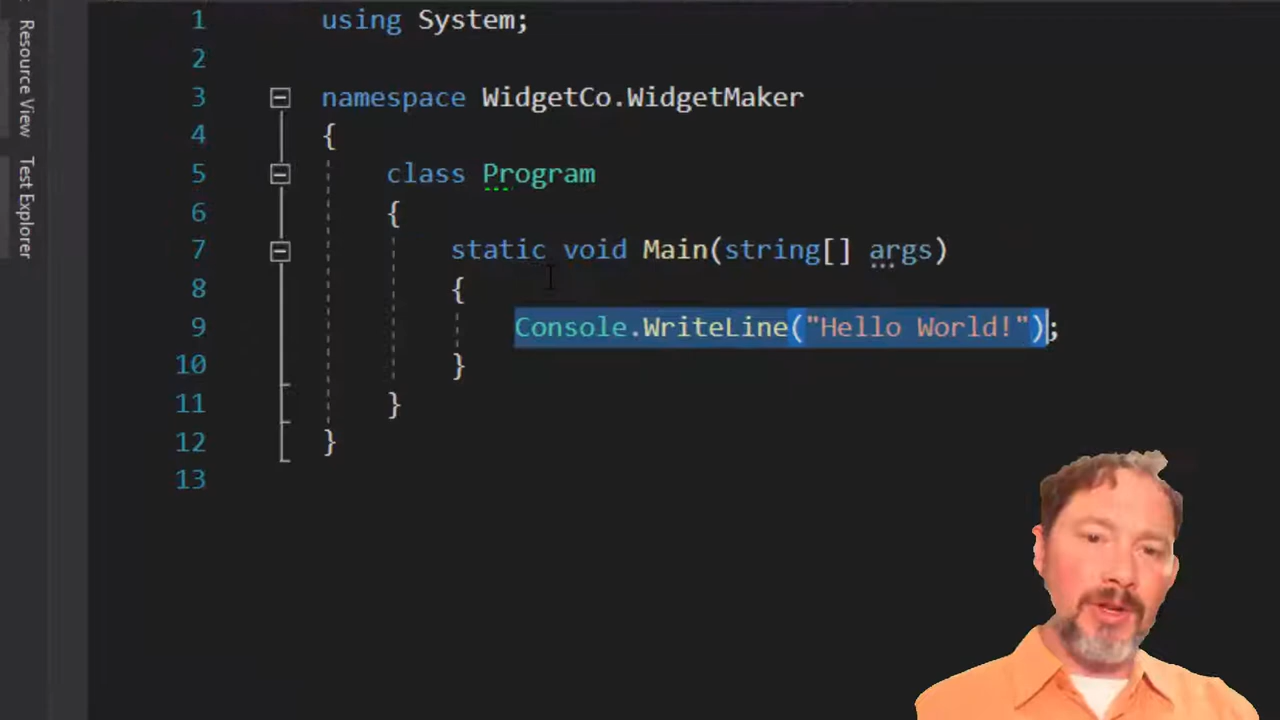 Resource View
Test Explorer
1 using System;
2
3 namespace WidgetCo.WidgetMaker
4 {
5 class Program
6 {
7 static void Main(string[] args)
8 {
9 Console.WriteLine("Hello World!");
10 }
11 }
12 }
13